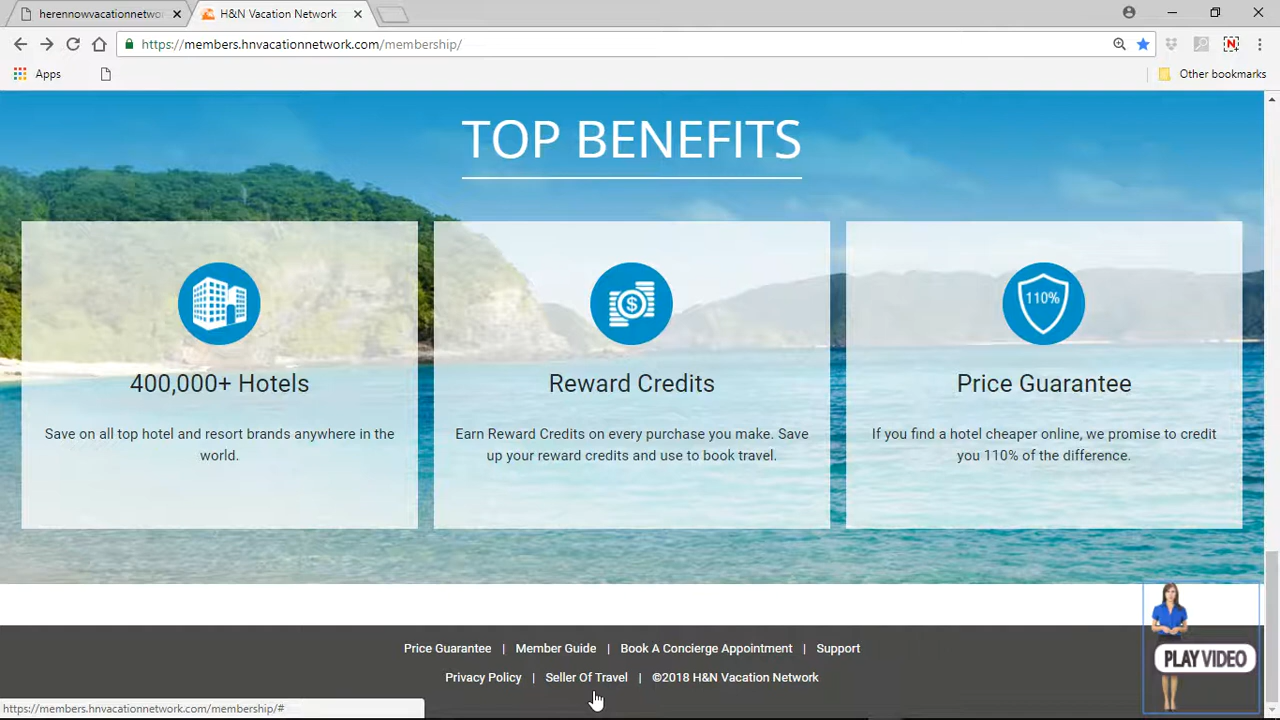 herennowvacationnetwo
H&N Vacation Network
https://members.hnvacationnetwork.com/membership/
Apps
Other bookmarks
TOP BENEFITS
110%
400,000+ Hotels
Reward Credits
Price Guarantee
Save on all top hotel and resort brands anywhere in the
world.
Earn Reward Credits on every purchase you make. Save
up your reward credits and use to book travel.
If you find a hotel cheaper online, we promise to credit
you 110% of the difference.
Price Guarantee | Member Guide | Book A Concierge Appointment | Support
Privacy Policy | Seller Of Travel | ©2018 H&N Vacation Network
PLAY VIDEO
https://members.hnvacationnetwork.com/membership/#